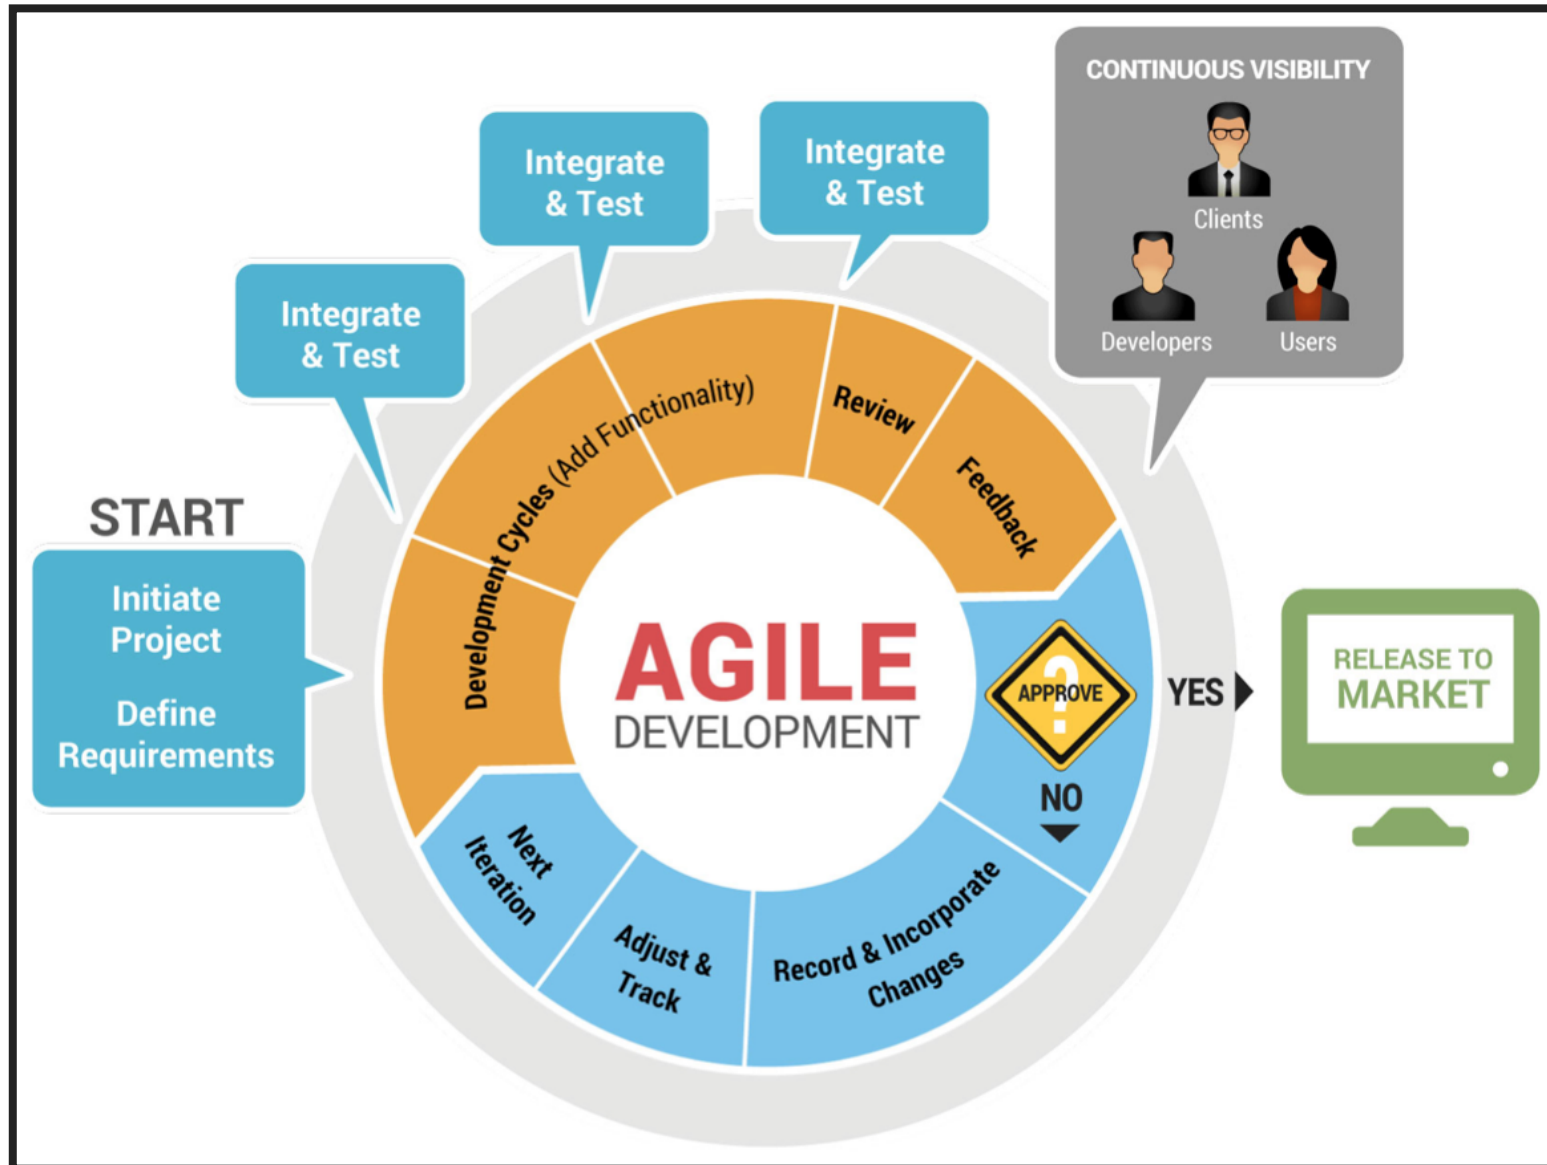 CONTINUOUS VISIBILITY
Clients
Developers
Users
Integrate
& Test
Integrate
& Test
Integrate
& Test
START
Initiate
Project
Define
Requirements
Development Cycles (Add Functionality)
Review
Feedback
AGILE
DEVELOPMENT
?
APPROVE
YES
NO
RELEASE TO
MARKET
Record & Incorporate
Changes
Adjust &
Track
Next
Iteration